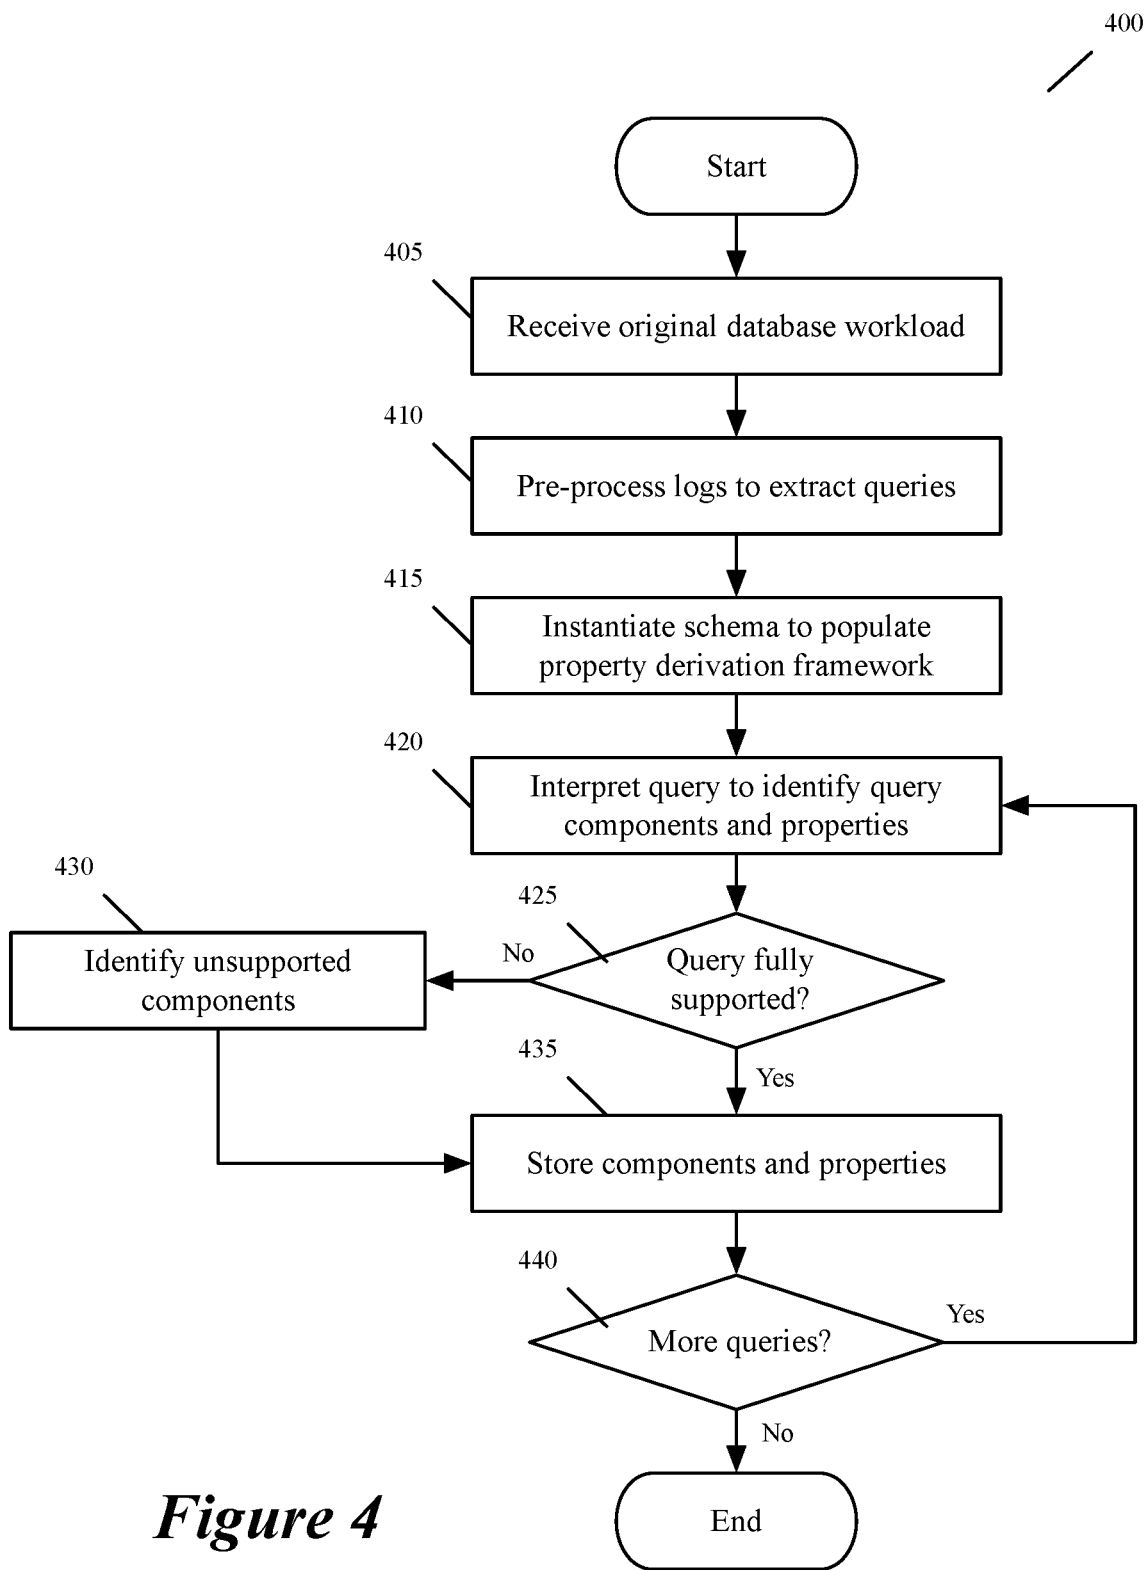 400
Start
405
Receive original database workload
410
Pre-process logs to extract queries
415
Instantiate schema to populate
property derivation framework
420
Interpret query to identify query
components and properties
430
Identify unsupported
components
No
425
Query fully
supported?
Yes
435
Store components and properties
440
More queries?
Yes
No
End
Figure 4